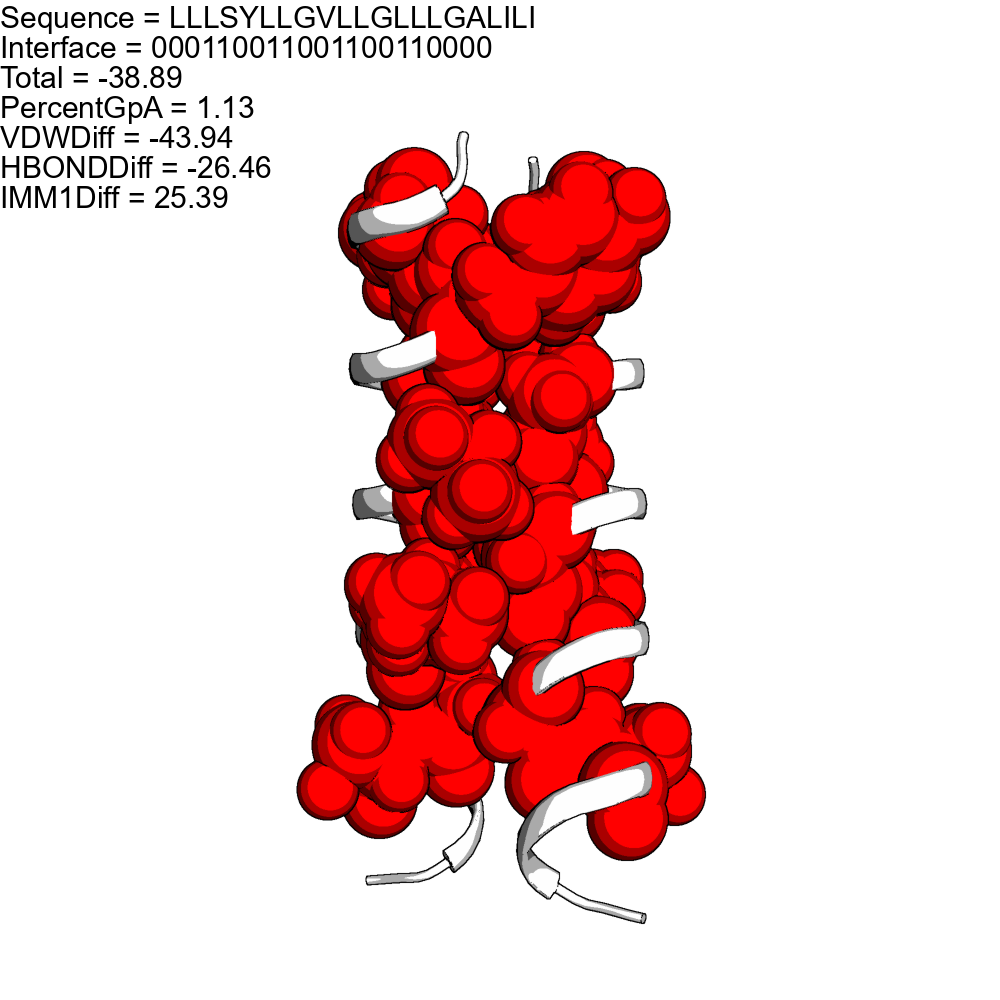 Sequence = LLLSYLLGVLLGLLLGALILI
Interface = 000110011001100110000
Total = -38.89
PercentGpA = 1.13
VDWDiff = -43.94
HBONDDiff = -26.46
IMM1Diff = 25.39